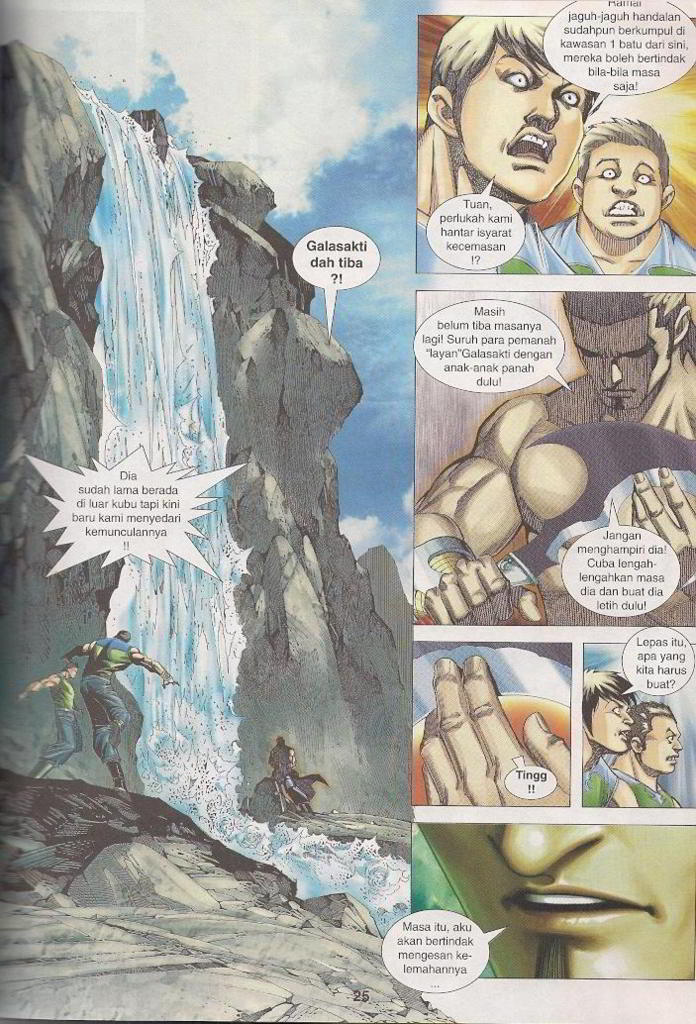 Galasakti
dah tiba
?!
Dia
sudah lama berada
di luar kubu tapi kini
baru kami menyedari
kemunculannya
!!
Ramai
jaguh-jaguh handalan
sudahpun berkumpul di
kawasan 1 batu dari sini,
mereka boleh bertindak
bila-bila masa
saja!
Tuan,
perlukah kami
hantar isyarat
kecemasan
!?
Masih
belum tiba masanya
lagi! Suruh para pemanah
"layan"Galasakti dengan
anak-anak panah
dulu!
Jangan
menghampiri dia!
Cuba lengah-
lengahkan masa
dia dan buat dia
letih dulu!
Tingg
!!
Lepas itu,
apa yang
kita harus
buat?
Masa itu, aku
akan bertindak
mengesan ke-
lemahannya
...
25